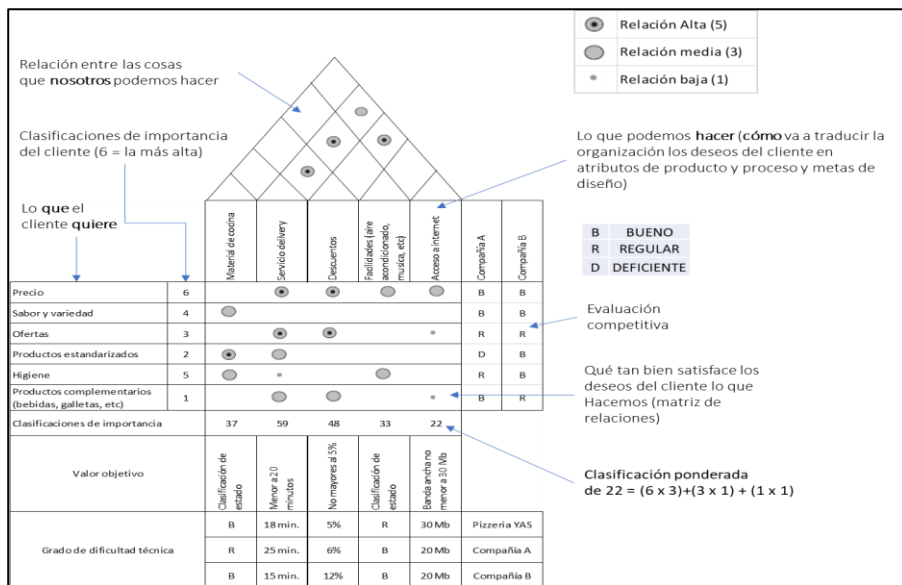 Relación Alta (5)
Relación media (3)
Relación baja (1)
Relación entre las cosas
que nosotros podemos hacer
Clasificaciones de importancia
del cliente (6 = la más alta)
Lo que el
cliente quiere
Lo que podemos hacer (cómo va a traducir la
organización los deseos del cliente en
atributos de producto y proceso y metas de
diseño)
B BUENO
R REGULAR
D DEFICIENTE
Material de cocina
Servicio delivery
Descuentos
Facilidades (aire
acondicionado,
musica, etc)
Acceso a internet
Compañía A
Compañía B
Precio 6 B B
Sabor y variedad 4 B B
Ofertas 3 R R
Productos estandarizados 2 D B
Higiene 5 R B
Productos complementarios
(bebidas, galletas, etc) 1 B R
Evaluación
competitiva
Qué tan bien satisface los
deseos del cliente lo que
Hacemos (matriz de
relaciones)
Clasificaciones de importancia 37 59 48 33 22
Clasificación ponderada
de 22 = (6 x 3)+(3 x 1) + (1 x 1)
Valor objetivo
Clasificación de
estado
Menor a 20
minutos
No mayores al 5%
Clasificación de
estado
Banda ancha no
menor a 30 Mb
Grado de dificultad técnica
B 18 min. 5% R 30 Mb Pizzeria YAS
R 25 min. 6% B 20 Mb Compañía A
B 15 min. 12% B 20 Mb Compañía B